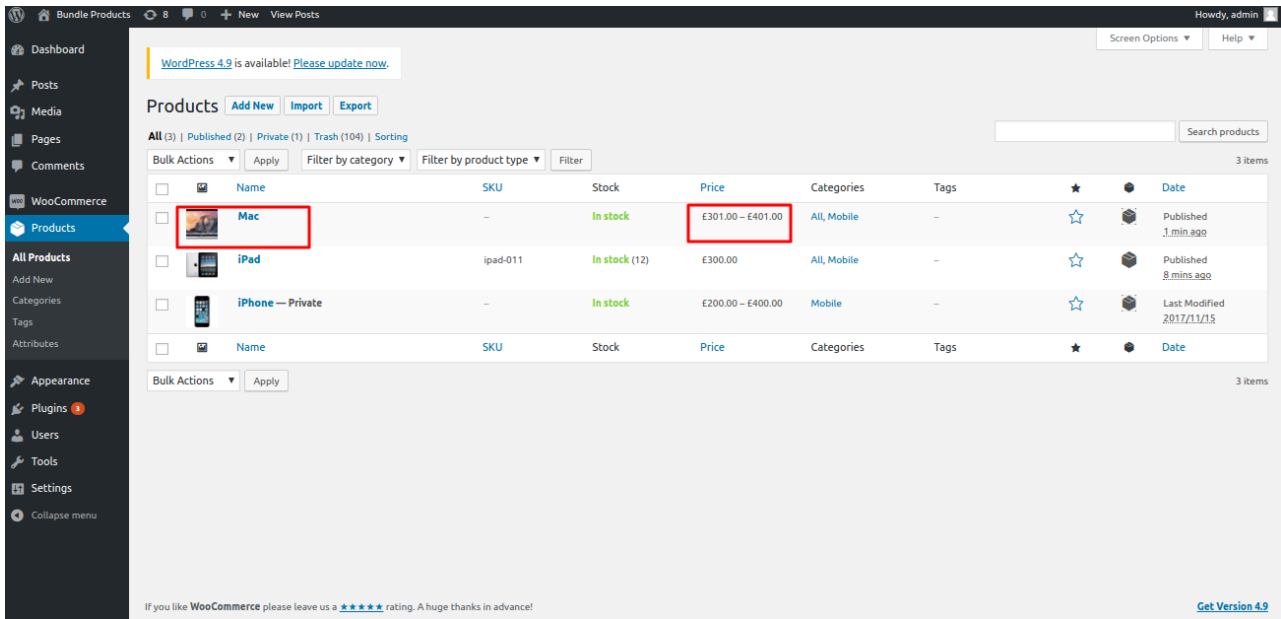 Bundle Products 8 0 + New View Posts Howdy, admin
Screen Options ▼ Help ▼
Dashboard
Posts
Media
Pages
Comments
WooCommerce
Products
All Products
Add New
Categories
Tags
Attributes
Appearance
Plugins 3
Users
Tools
Settings
Collapse menu
WordPress 4.9 is available! Please update now.
Products Add New Import Export
All (3) | Published (2) | Private (1) | Trash (104) | Sorting
Search products
Bulk Actions ▼ Apply Filter by category ▼ Filter by product type ▼ Filter 3 items
Name SKU Stock Price Categories Tags ★ Date
Mac – In stock £301.00 – £401.00 All, Mobile – Published
1 min ago
iPad ipad-011 In stock (12) £300.00 All, Mobile – Published
8 mins ago
iPhone — Private – In stock £200.00 – £400.00 Mobile – Last Modified
2017/11/15
Name SKU Stock Price Categories Tags ★ Date
Bulk Actions ▼ Apply 3 items
If you like WooCommerce please leave us a ★★★★★ rating. A huge thanks in advance! Get Version 4.9